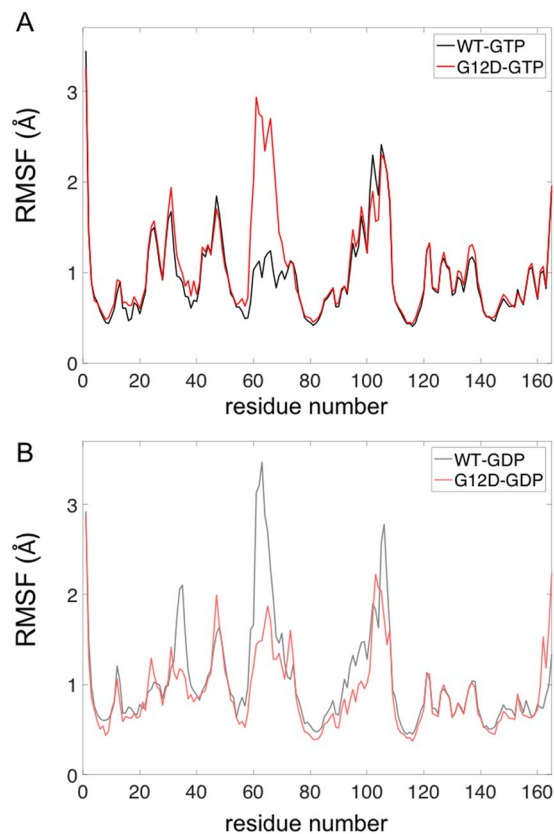 A
WT-GTP
G12D-GTP
RMSF (Å)
3
2
1
0
0 20 40 60 80 100 120 140 160
residue number
B
WT-GDP
G12D-GDP
RMSF (Å)
3
2
1
0
0 20 40 60 80 100 120 140 160
residue number